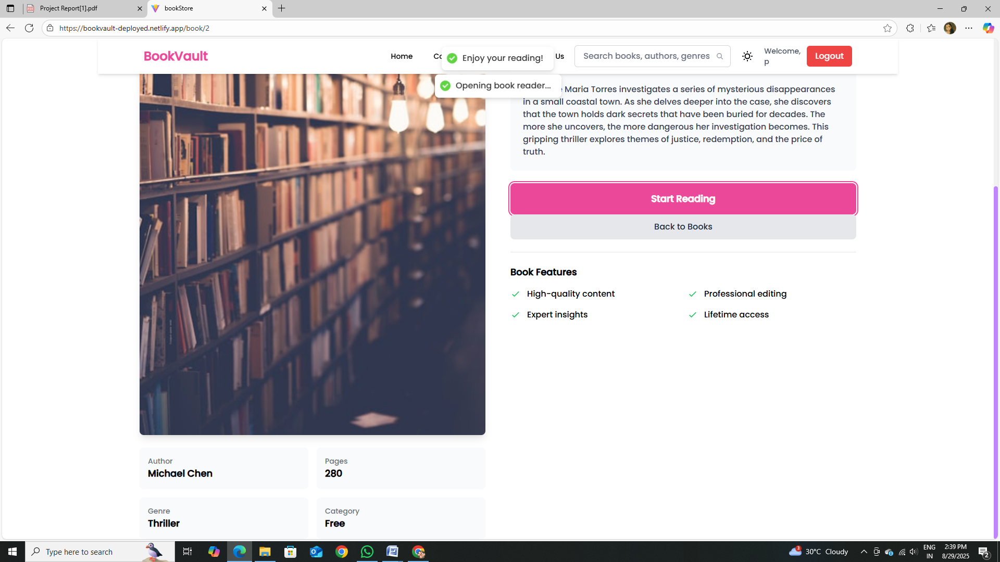 Project Report[1].pdf
bookStore
https://bookvault-deployed.netlify.app/book/2
BookVault
Home
Us
Search books, authors, genres
Welcome,
p
Logout
Enjoy your reading!
Opening book reader...
Maria Torres investigates a series of mysterious disappearances
in a small coastal town. As she delves deeper into the case, she discovers
that the town holds dark secrets that have been buried for decades. The
more she uncovers, the more dangerous her investigation becomes. This
gripping thriller explores themes of justice, redemption, and the price of
truth.
Start Reading
Back to Books
Book Features
High-quality content
Professional editing
Expert insights
Lifetime access
Author
Michael Chen
Pages
280
Genre
Thriller
Category
Free
Type here to search
3
30°C Cloudy
ENG
IN
2:39 PM
8/29/2025
2